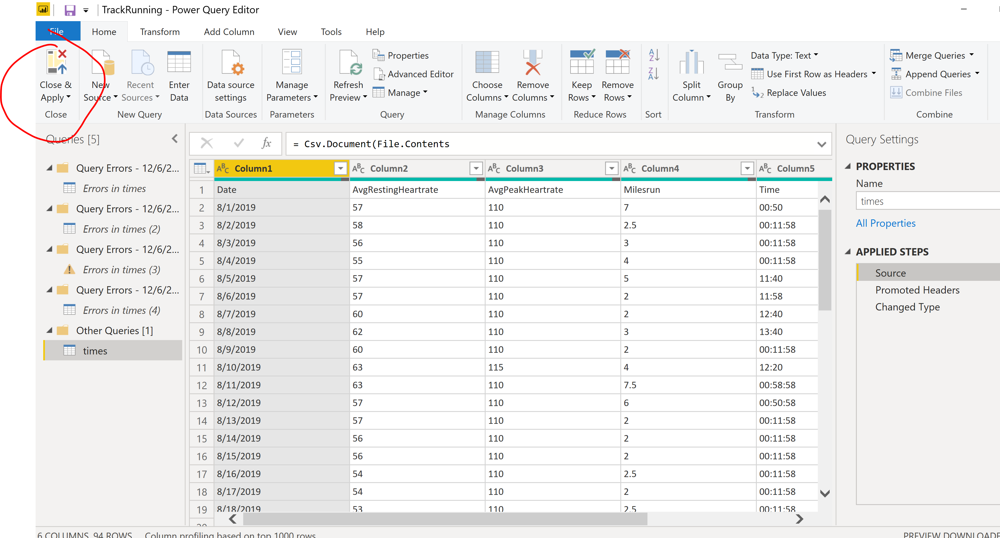 TrackRunning - Power Query Editor
File Home Transform Add Column View Tools Help
Close & Apply
New Source
Recent Sources
Enter Data
Data source settings
Manage Parameters
Refresh Preview
Properties
Advanced Editor
Manage
Choose Columns
Remove Columns
Keep Rows
Remove Rows
Split Column
Group By
Data Type: Text
Use First Row as Headers
Replace Values
Merge Queries
Append Queries
Combine Files
Close New Query Data Sources Parameters Query Manage Columns Reduce Rows Sort Transform Combine
Queries [5]
Query Errors - 12/6/2...
Errors in times
Query Errors - 12/6/2...
Errors in times (2)
Query Errors - 12/6/2...
Errors in times (3)
Query Errors - 12/6/2...
Errors in times (4)
Other Queries [1]
times
fx = Csv.Document(File.Contents
Column1 Column2 Column3 Column4 Column5
1 Date AvgRestingHeartrate AvgPeakHeartrate Milesrun Time
2 8/1/2019 57 110 7 00:50
3 8/2/2019 58 110 2.5 00:11:58
4 8/3/2019 56 110 3 00:11:58
5 8/4/2019 55 110 4 00:11:58
6 8/5/2019 57 110 5 11:40
7 8/6/2019 57 110 2 11:58
8 8/7/2019 60 110 2 12:40
9 8/8/2019 62 110 3 13:40
10 8/9/2019 60 110 2 00:11:58
11 8/10/2019 63 115 4 12:20
12 8/11/2019 63 110 7.5 00:58:58
13 8/12/2019 57 110 6 00:50:58
14 8/13/2019 57 110 2 00:11:58
15 8/14/2019 56 110 2 00:11:58
16 8/15/2019 56 110 2 00:11:58
17 8/16/2019 54 110 2.5 00:11:58
18 8/17/2019 54 110 2 00:11:58
19 8/18/2019 53 110 2.5 00:11:58
Query Settings
PROPERTIES
Name
times
All Properties
APPLIED STEPS
Source
Promoted Headers
Changed Type
6 COLUMNS, 94 ROWS Column profiling based on top 1000 rows PREVIEW